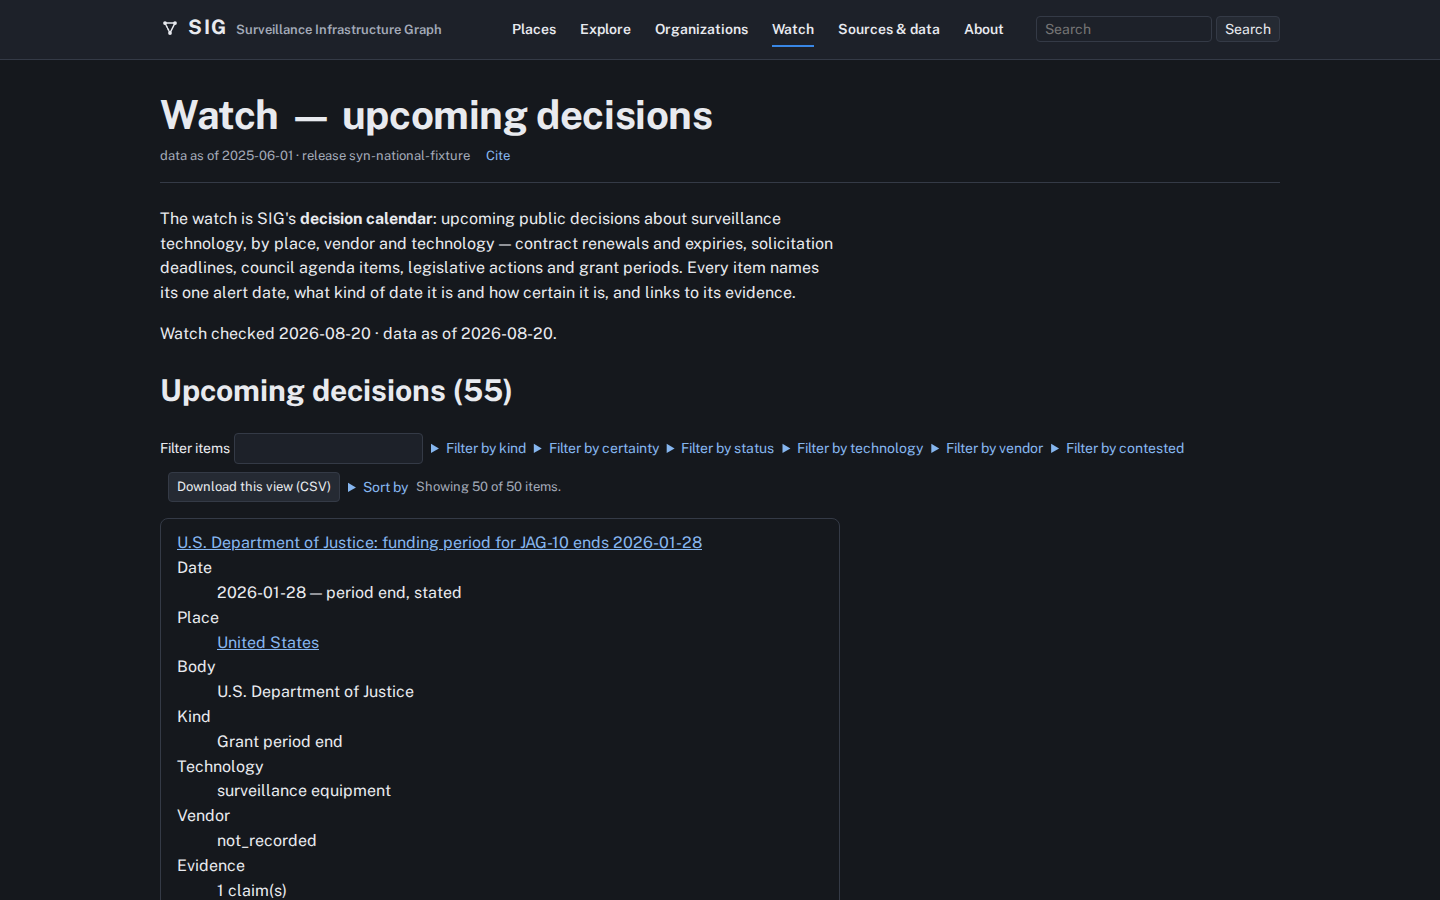 SIG Surveillance Infrastructure Graph Places Explore Organizations Watch Sources & data About Search Search
Watch — upcoming decisions
data as of 2025-06-01 · release syn-national-fixture Cite
The watch is SIG's decision calendar: upcoming public decisions about surveillance
technology, by place, vendor and technology — contract renewals and expiries, solicitation
deadlines, council agenda items, legislative actions and grant periods. Every item names
its one alert date, what kind of date it is and how certain it is, and links to its evidence.
Watch checked 2026-08-20 · data as of 2026-08-20.
Upcoming decisions (55)
Filter items ▶ Filter by kind ▶ Filter by certainty ▶ Filter by status ▶ Filter by technology ▶ Filter by vendor ▶ Filter by contested
Download this view (CSV) ▶ Sort by Showing 50 of 50 items.
U.S. Department of Justice: funding period for JAG-10 ends 2026-01-28
Date
2026-01-28 — period end, stated
Place
United States
Body
U.S. Department of Justice
Kind
Grant period end
Technology
surveillance equipment
Vendor
not_recorded
Evidence
1 claim(s)